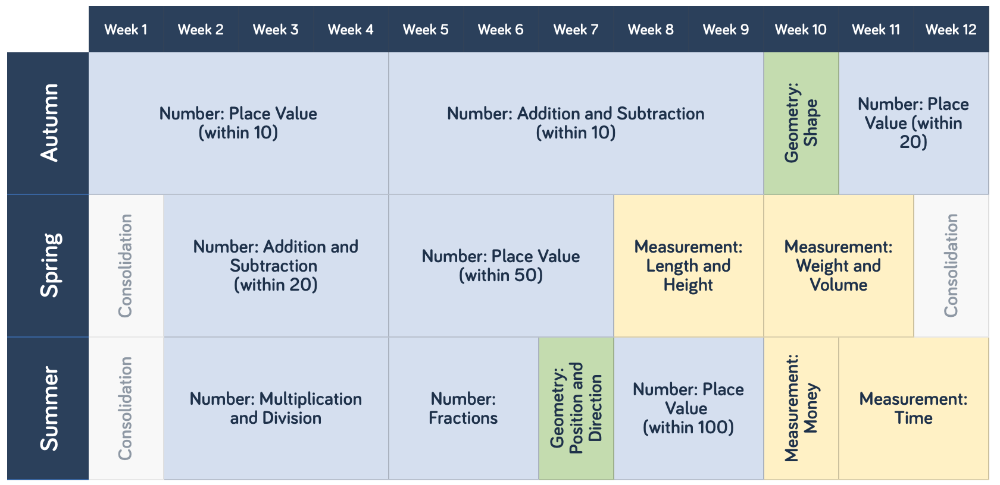 Week 1 Week 2 Week 3 Week 4 Week 5 Week 6 Week 7 Week 8 Week 9 Week 10 Week 11 Week 12
Autumn
Number: Place Value
(within 10)
Number: Addition and Subtraction
(within 10)
Geometry:
Shape
Number: Place
Value (within
20)
Spring
Consolidation
Number: Addition and
Subtraction
(within 20)
Number: Place Value
(within 50)
Measurement:
Length and
Height
Measurement:
Weight and
Volume
Consolidation
Summer
Consolidation
Number: Multiplication
and Division
Number:
Fractions
Geometry:
Position and
Direction
Number: Place
Value
(within 100)
Measurement:
Money
Measurement:
Time